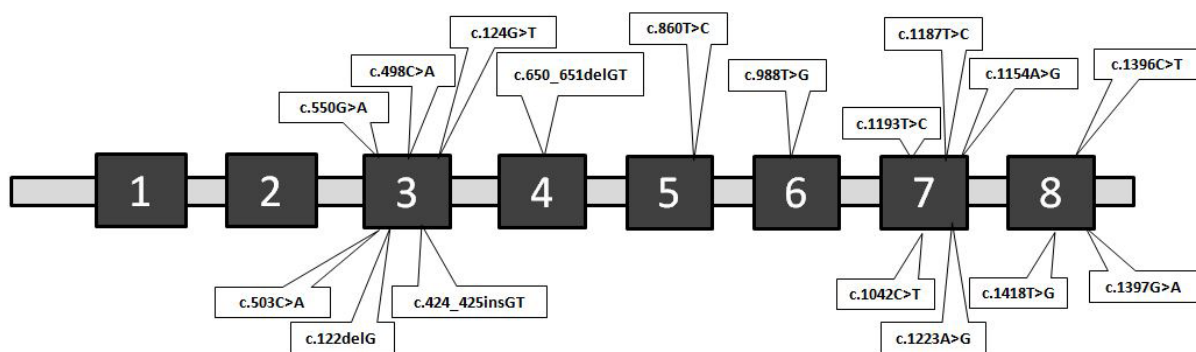 c.124G>T
c.860T>C
c.1187T>C
c.498C>A
c.650_651delGT
c.988T>G
c.1154A>G
c.1396C>T
c.550G>A
c.1193T>C
1 2 3 4 5 6 7 8
c.503C>A
c.424_425insGT
c.1042C>T
c.1418T>G
c.1397G>A
c.122delG
c.1223A>G